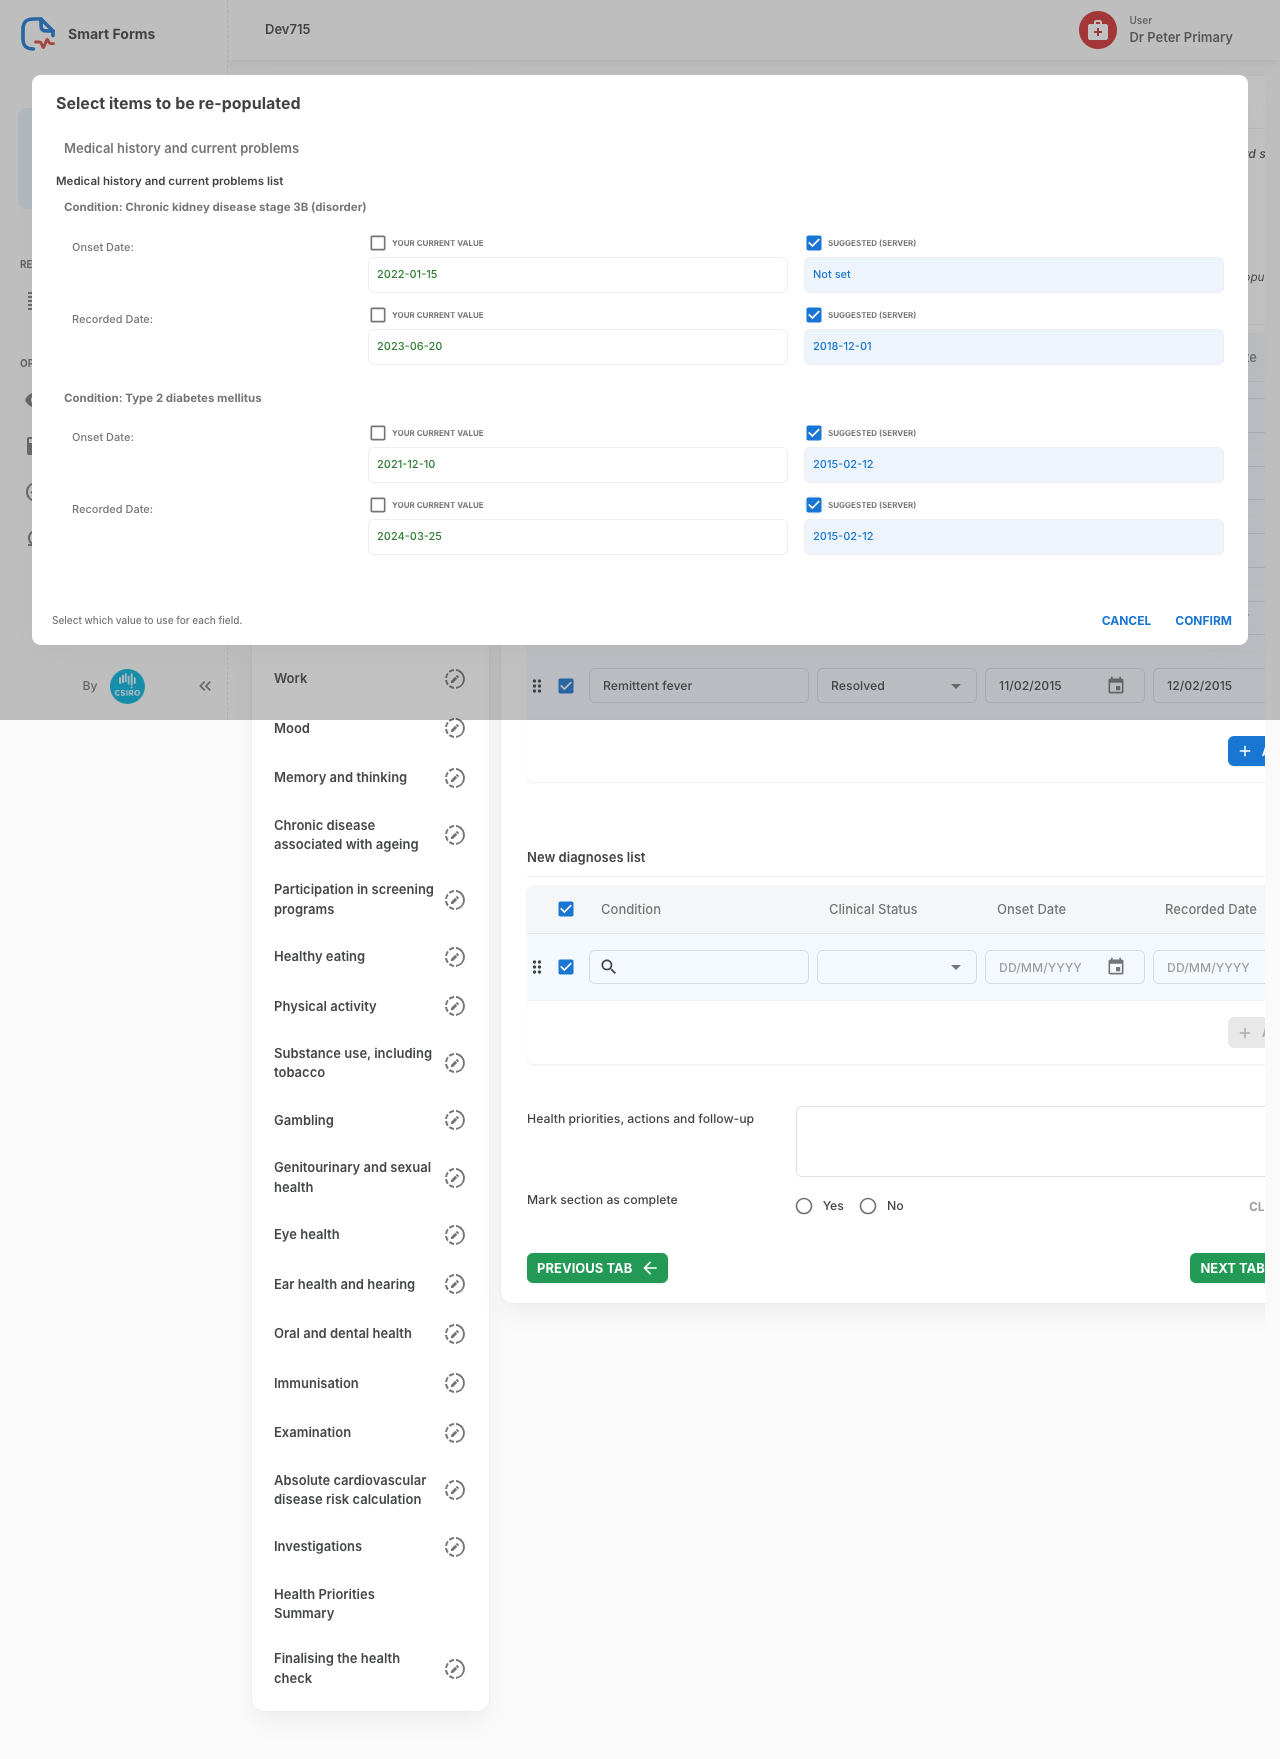 Smart Forms
Dev715
User
Dr Peter Primary
Select items to be re-populated
Medical history and current problems
Medical history and current problems list
Condition: Chronic kidney disease stage 3B (disorder)
Onset Date:
YOUR CURRENT VALUE
SUGGESTED (SERVER)
2022-01-15
Not set
Recorded Date:
YOUR CURRENT VALUE
SUGGESTED (SERVER)
2023-06-20
2018-12-01
Condition: Type 2 diabetes mellitus
Onset Date:
YOUR CURRENT VALUE
SUGGESTED (SERVER)
2021-12-10
2015-02-12
Recorded Date:
YOUR CURRENT VALUE
SUGGESTED (SERVER)
2024-03-25
2015-02-12
Select which value to use for each field.
CANCEL
CONFIRM
By
CSIRO
Work
Remittent fever
Resolved
11/02/2015
12/02/2015
Mood
Memory and thinking
Chronic disease
associated with ageing
Participation in screening
programs
Healthy eating
Physical activity
Substance use, including
tobacco
Gambling
Genitourinary and sexual
health
Eye health
Ear health and hearing
Oral and dental health
Immunisation
Examination
Absolute cardiovascular
disease risk calculation
Investigations
Health Priorities
Summary
Finalising the health
check
New diagnoses list
Condition
Clinical Status
Onset Date
Recorded Date
DD/MM/YYYY
DD/MM/YYYY
Health priorities, actions and follow-up
Mark section as complete
Yes
No
PREVIOUS TAB
NEXT TAB